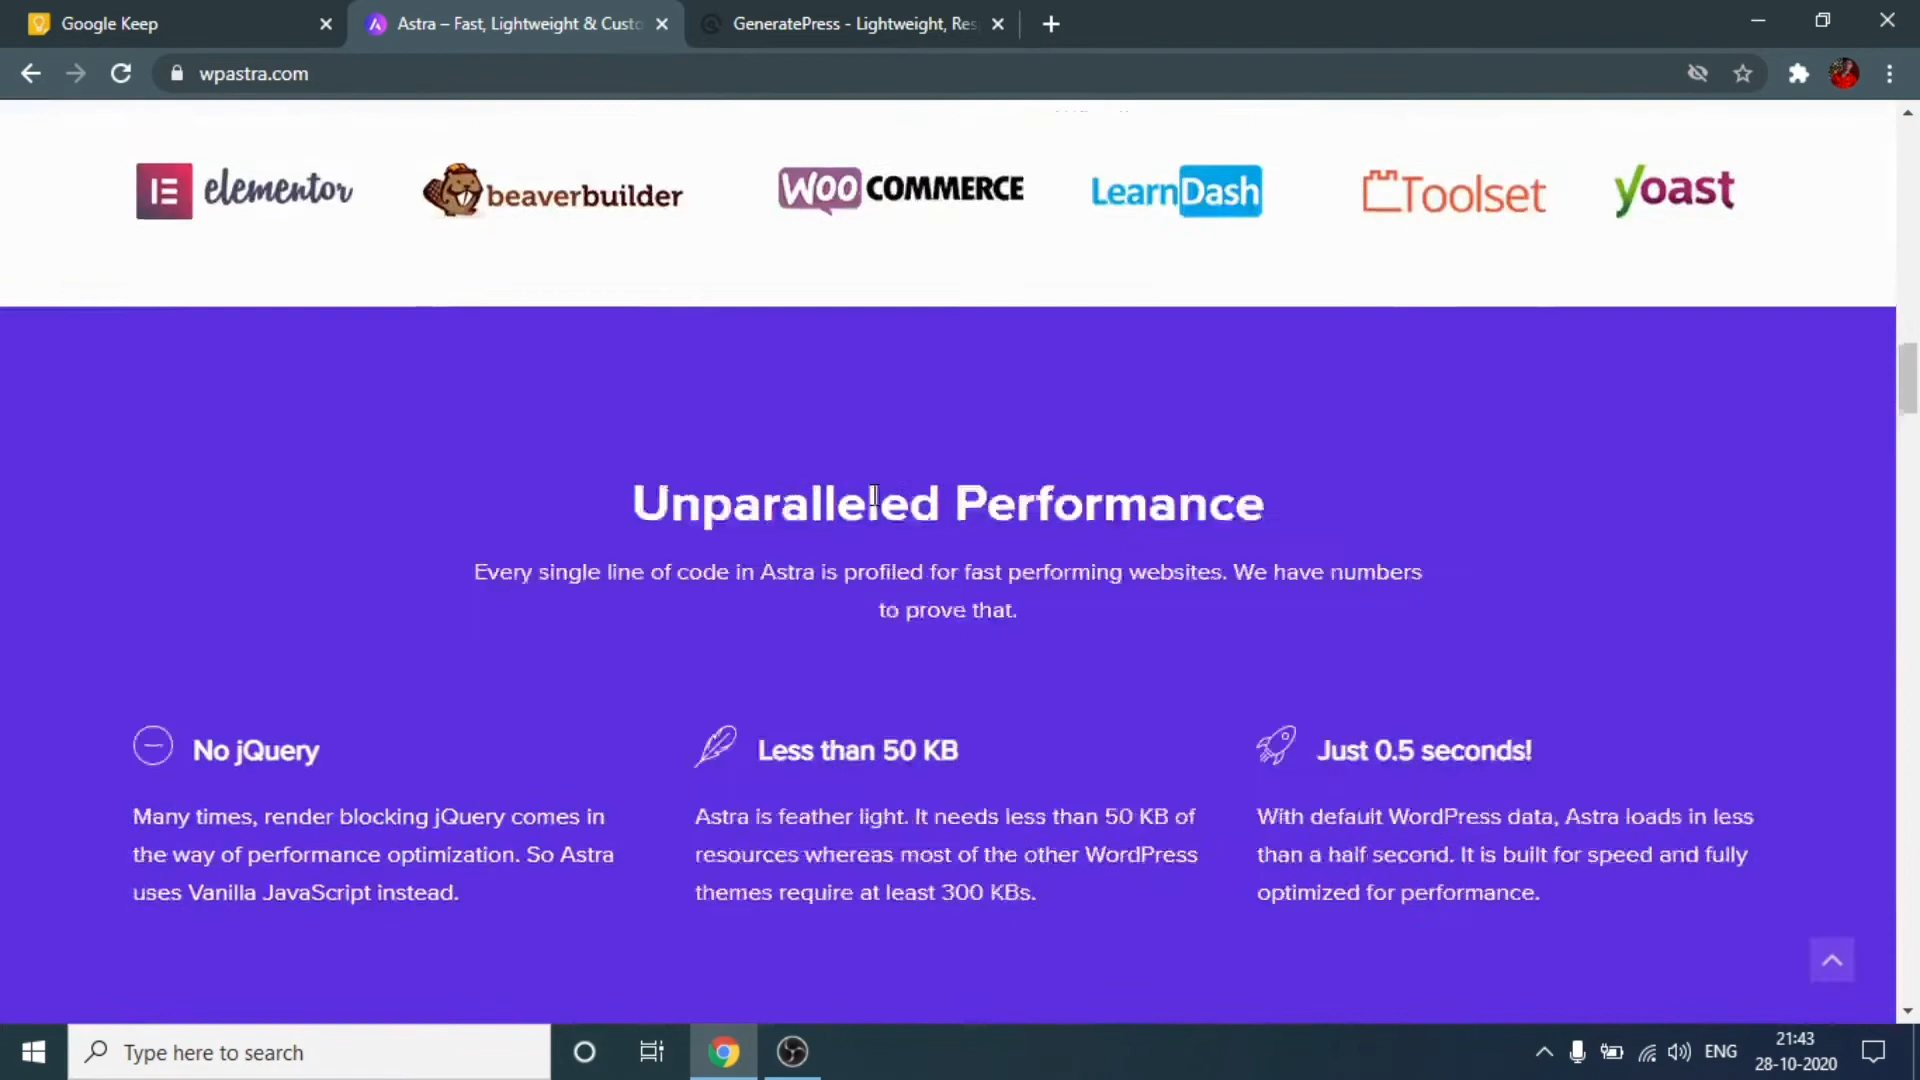 Google Keep
Astra – Fast, Lightweight & Custo
GeneratePress - Lightweight, Res
wpastra.com
elementor
beaverbuilder
WOO COMMERCE
LearnDash
Toolset
yoast
Unparalleled Performance
Every single line of code in Astra is profiled for fast performing websites. We have numbers
to prove that.
No jQuery
Many times, render blocking jQuery comes in
the way of performance optimization. So Astra
uses Vanilla JavaScript instead.
Less than 50 KB
Astra is feather light. It needs less than 50 KB of
resources whereas most of the other WordPress
themes require at least 300 KBs.
Just 0.5 seconds!
With default WordPress data, Astra loads in less
than a half second. It is built for speed and fully
optimized for performance.
Type here to search
ENG
21:43
28-10-2020